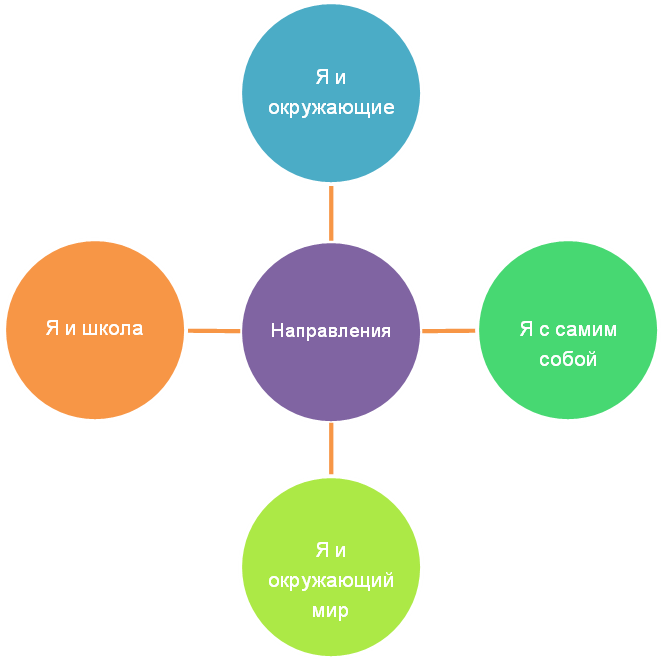 Я и
окружающие
Я и школа
Направления
Я с самим
собой
Я и
окружающий
мир